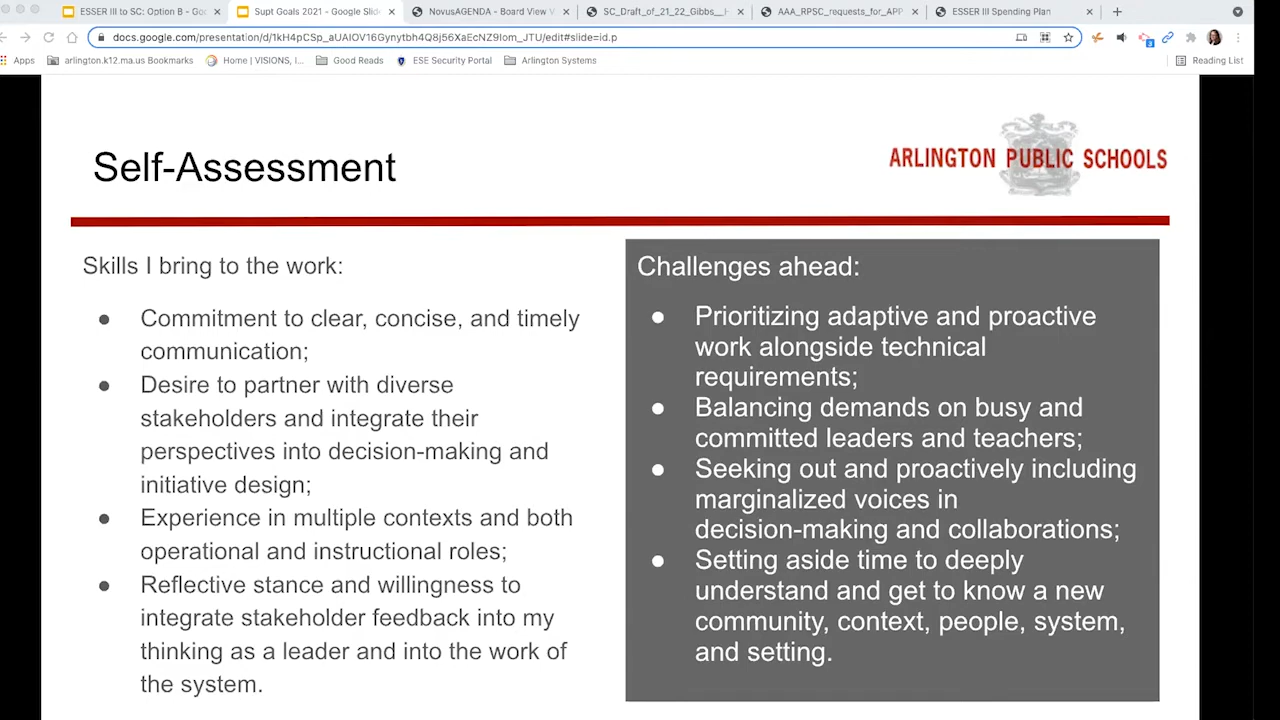 ESSER III to SC: Option B - Goo
Supt Goals 2021 - Google Slide
NovusAGENDA - Board View V
SC_Draft_of_21_22_Gibbs__H
AAA_RPSC_requests_for_APP
ESSER III Spending Plan
docs.google.com/presentation/d/1kH4pCSp_aUAIOV16Gynytbh4Q8j56XaEcNZ9Iom_JTU/edit#slide=id.p
Apps
arlington.k12.ma.us Bookmarks
Home | VISIONS, I...
Good Reads
ESE Security Portal
Arlington Systems
Reading List
Self-Assessment
ARLINGTON PUBLIC SCHOOLS
Skills I bring to the work:
● Commitment to clear, concise, and timely
communication;
● Desire to partner with diverse
stakeholders and integrate their
perspectives into decision-making and
initiative design;
● Experience in multiple contexts and both
operational and instructional roles;
● Reflective stance and willingness to
integrate stakeholder feedback into my
thinking as a leader and into the work of
the system.
Challenges ahead:
● Prioritizing adaptive and proactive
work alongside technical
requirements;
● Balancing demands on busy and
committed leaders and teachers;
● Seeking out and proactively including
marginalized voices in
decision-making and collaborations;
● Setting aside time to deeply
understand and get to know a new
community, context, people, system,
and setting.